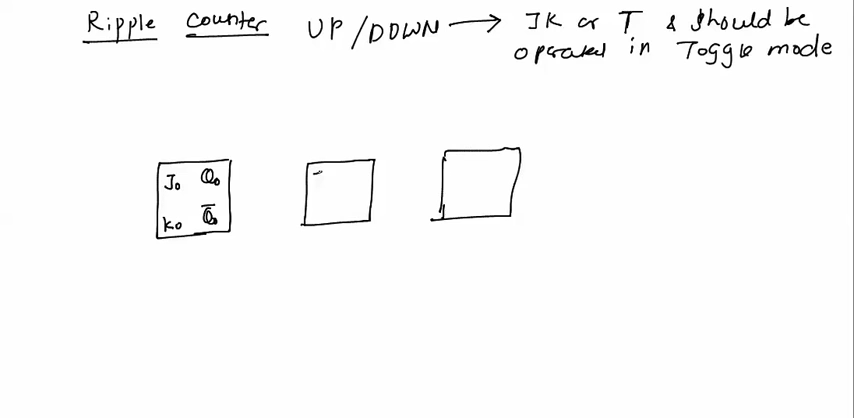 Ripple Counter UP/DOWN → JK or T & should be
operated in Toggle mode
J₀ Q₀
K₀ Q̅₀